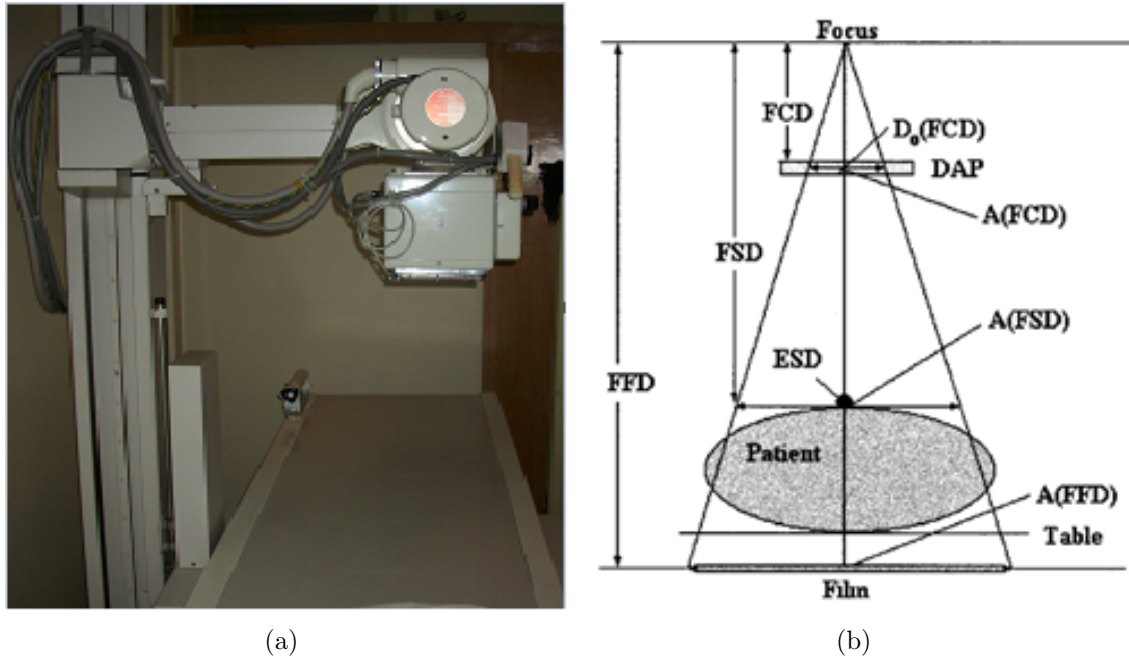 Focus
FCD
D₀(FCD)
DAP
A(FCD)
FSD
A(FSD)
ESD
FFD
Patient
A(FFD)
Table
Film
(a)
(b)